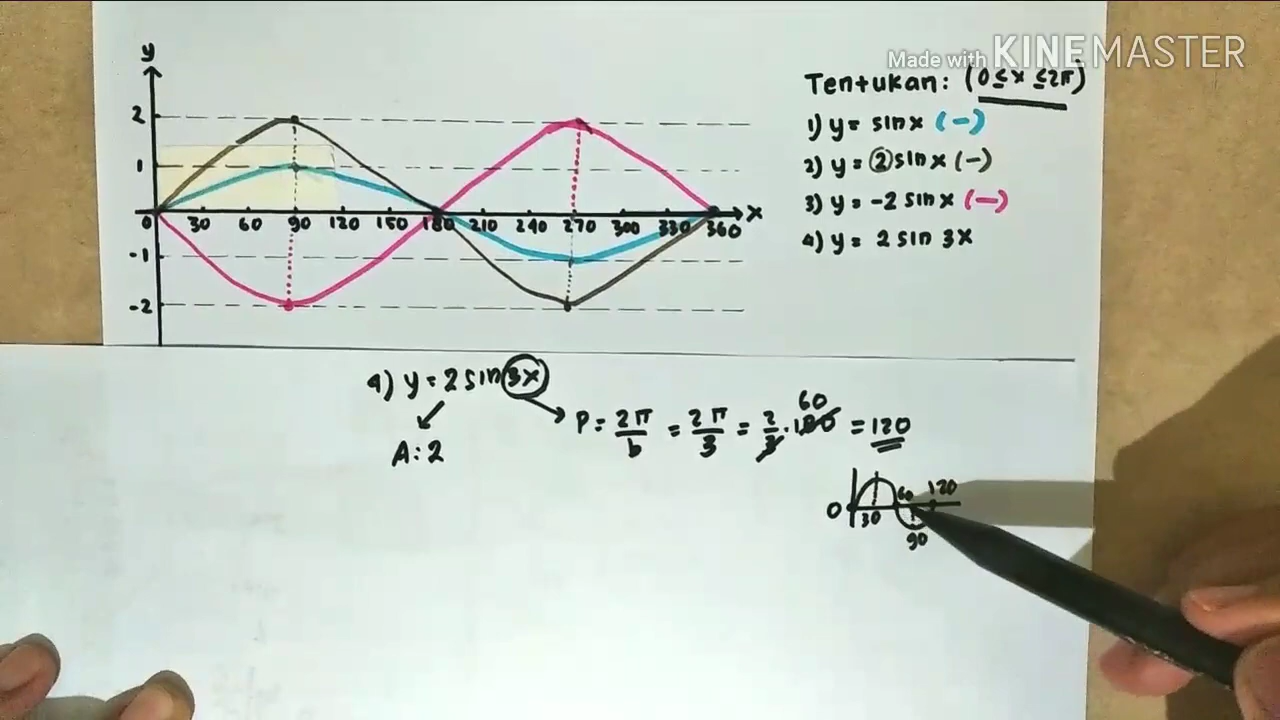 Made with KINEMASTER
y
2
1
0 30 60 90 120 150 180 210 240 270 300 330 360 x
-1
-2
Tentukan: (0 ≤ x ≤ 2π)
1) y = sin x (-)
2) y = 2 sin x (-)
3) y = -2 sin x (-)
4) y = 2 sin 3x
4) y = 2 sin 3x
A: 2
P = 2π/b = 2π/3 = 2/3 . 180 = 120
60
0 30 60 90 120